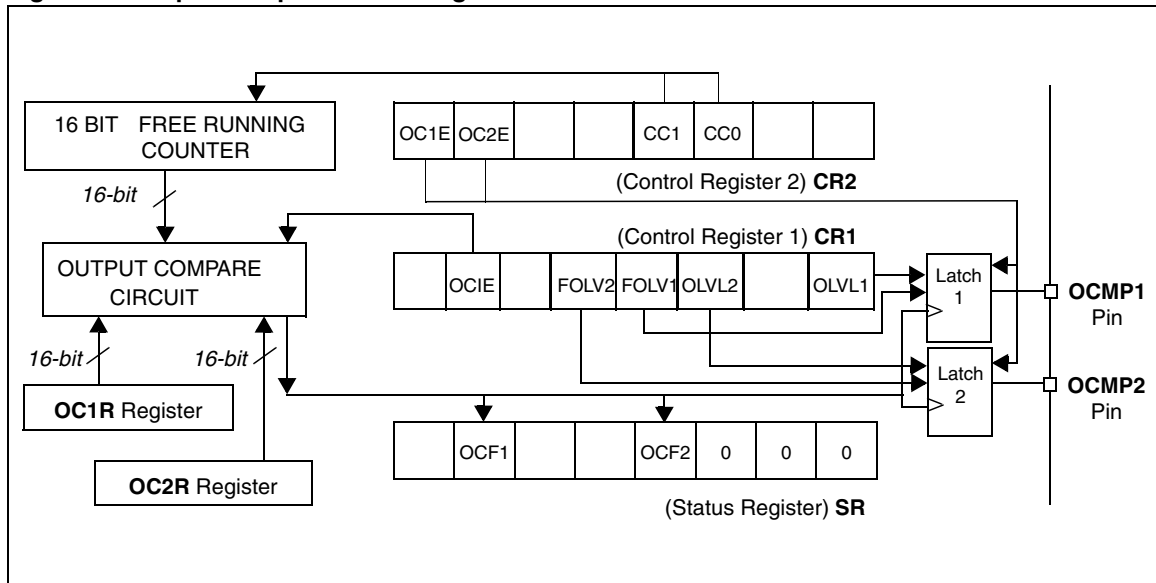 16 BIT FREE RUNNING
COUNTER
OC1E OC2E CC1 CC0
(Control Register 2) CR2
16-bit
(Control Register 1) CR1
OUTPUT COMPARE
CIRCUIT
OCIE FOLV2 FOLV1 OLVL2 OLVL1
Latch
1
OCMP1
Pin
16-bit 16-bit
Latch
2
OCMP2
Pin
OC1R Register
OCF1 OCF2 0 0 0
OC2R Register
(Status Register) SR